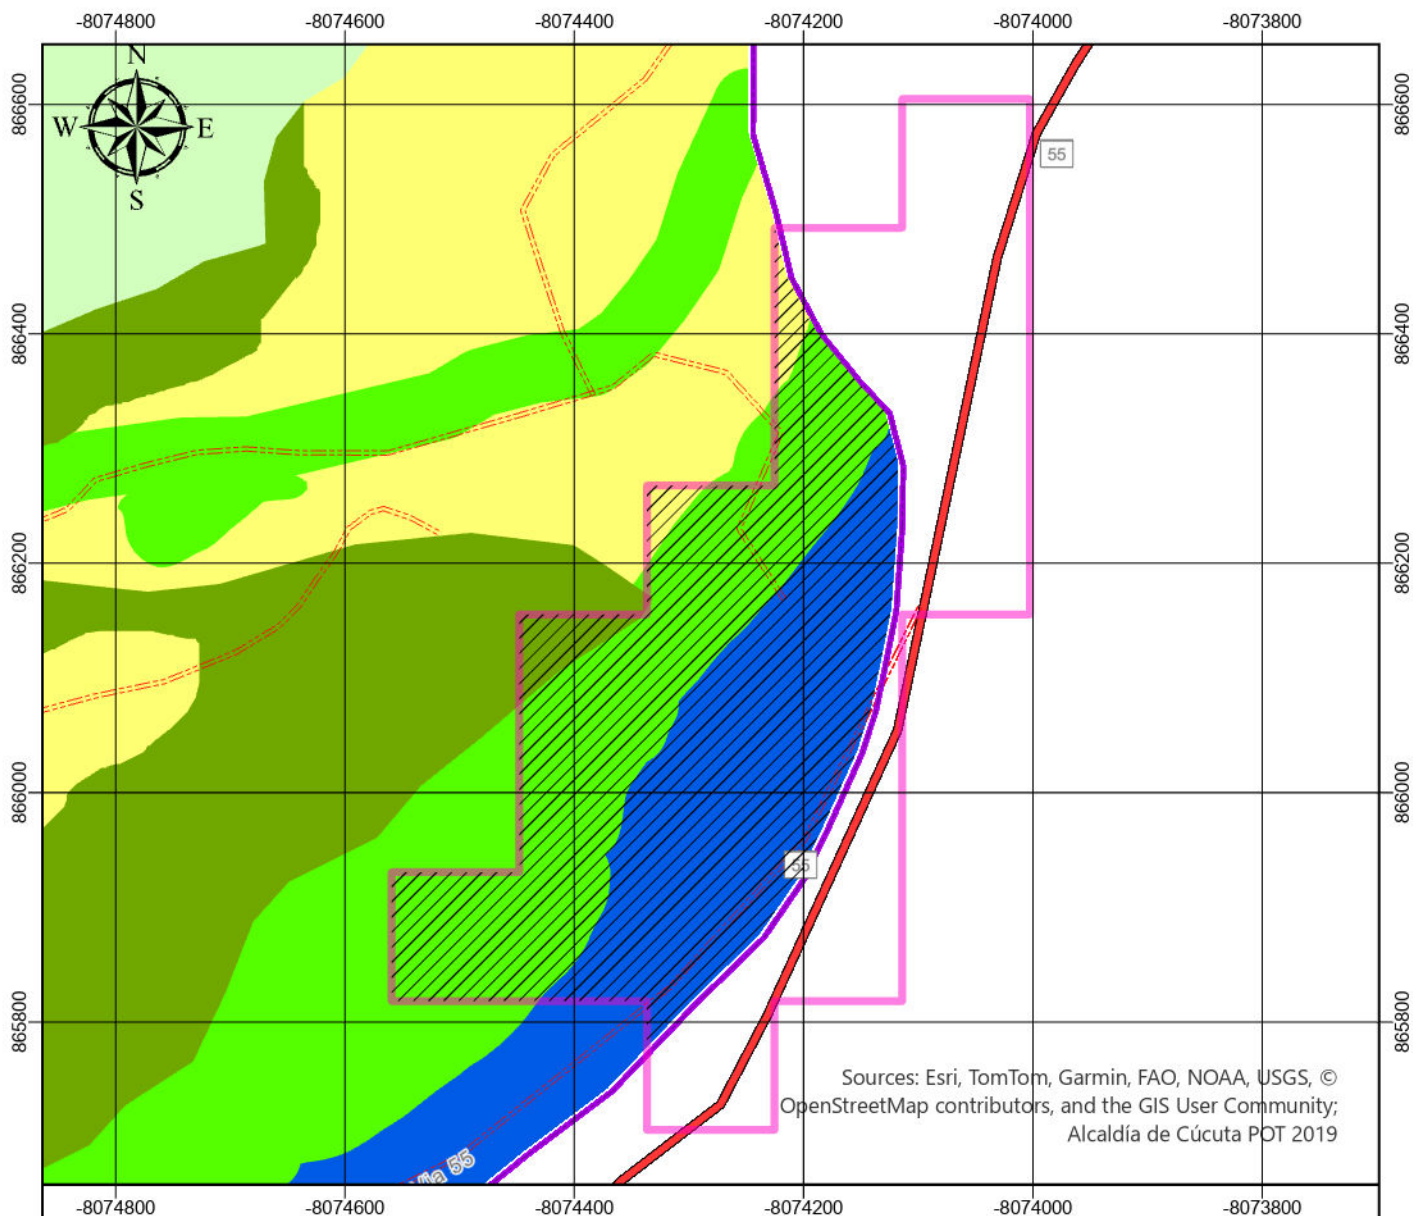 -8074800 -8074600 -8074400 -8074200 -8074000 -8073800
N
W E
S
866600 866600
55
866400 866400
866200 866200
866000 866000
55
865800 865800
Sources: Esri, TomTom, Garmin, FAO, NOAA, USGS, ©
OpenStreetMap contributors, and the GIS User Community;
Alcaldía de Cúcuta POT 2019
Vía 55
-8074800 -8074600 -8074400 -8074200 -8074000 -8073800